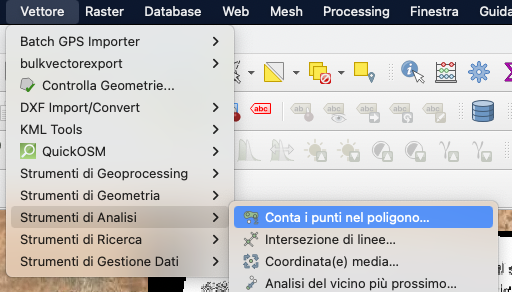 Vettore Raster Database Web Mesh Processing Finestra Guida
Batch GPS Importer
bulkvectorexport
Controlla Geometrie...
DXF Import/Convert
KML Tools
QuickOSM
Strumenti di Geoprocessing
Strumenti di Geometria
Strumenti di Analisi
Strumenti di Ricerca
Strumenti di Gestione Dati
Conta i punti nel poligono...
Intersezione di linee...
Coordinata(e) media...
Analisi del vicino più prossimo...
abc